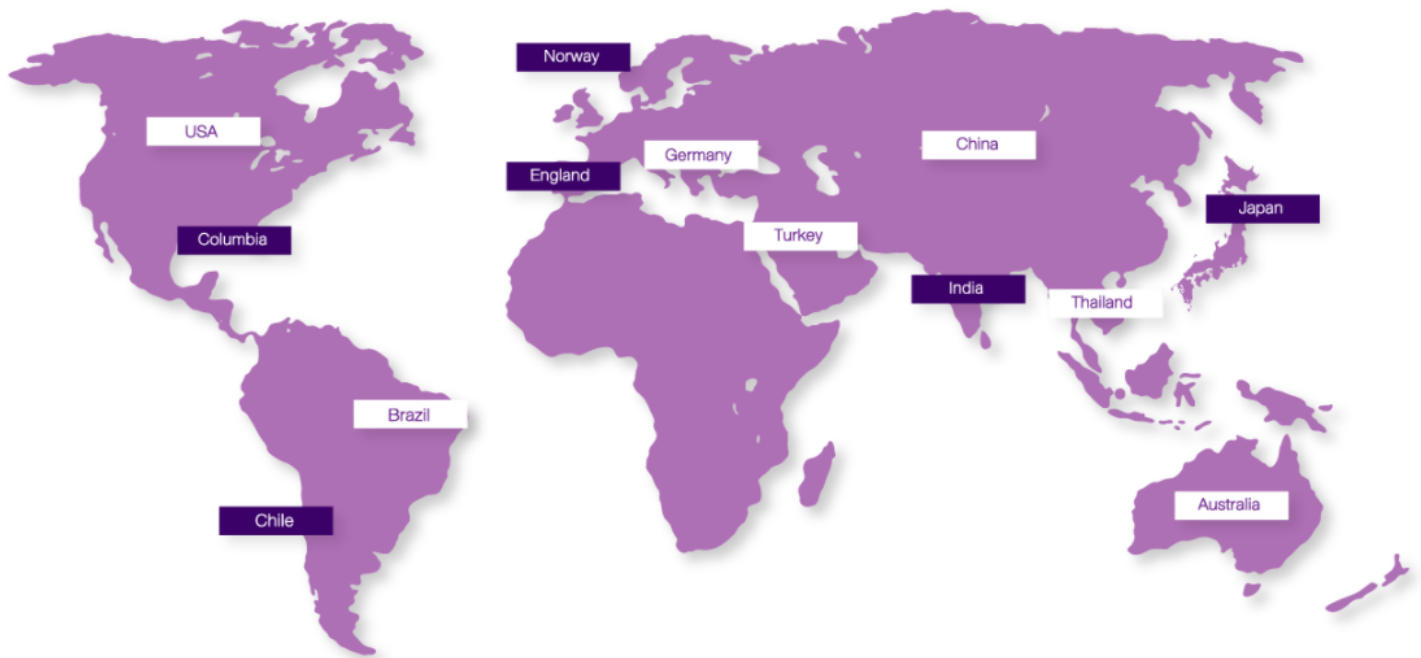 Norway
USA
China
Germany
England
Japan
Turkey
Columbia
India
Thailand
Brazil
Australia
Chile